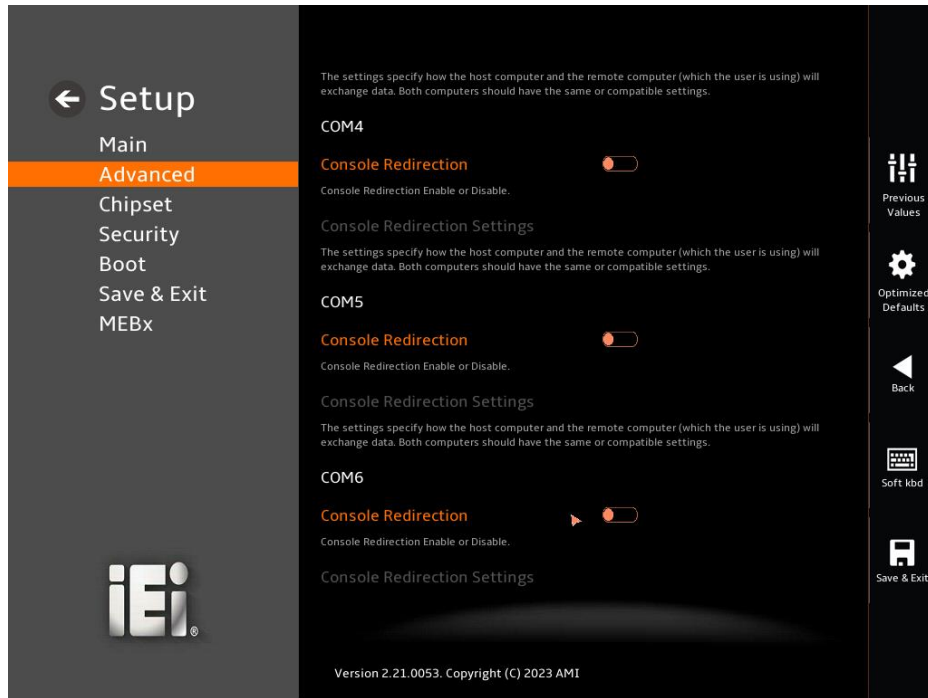 Setup
Main
Advanced
Chipset
Security
Boot
Save & Exit
MEBx
iEi®
The settings specify how the host computer and the remote computer (which the user is using) will
exchange data. Both computers should have the same or compatible settings.
COM4
Console Redirection
Console Redirection Enable or Disable.
Console Redirection Settings
The settings specify how the host computer and the remote computer (which the user is using) will
exchange data. Both computers should have the same or compatible settings.
COM5
Console Redirection
Console Redirection Enable or Disable.
Console Redirection Settings
The settings specify how the host computer and the remote computer (which the user is using) will
exchange data. Both computers should have the same or compatible settings.
COM6
Console Redirection
Console Redirection Enable or Disable.
Console Redirection Settings
Version 2.21.0053. Copyright (C) 2023 AMI
Previous
Values
Optimized
Defaults
Back
Soft kbd
Save & Exit